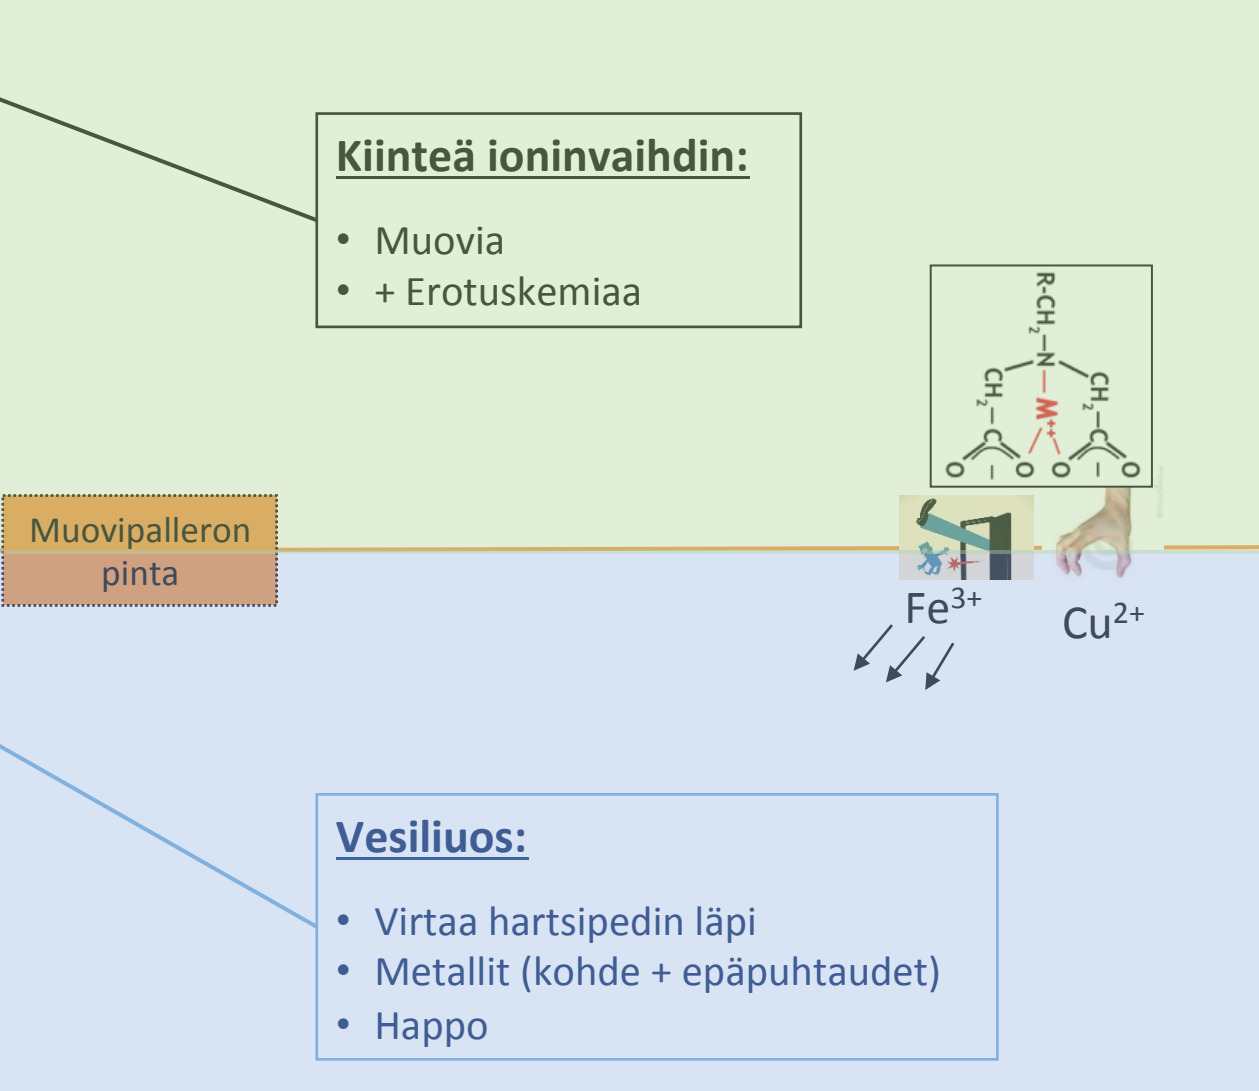 Kiinteä ioninvaihdin:
• Muovia
• + Erotuskemiaa
R-CH₂–N–M⁺⁺
CH₂–C
O
O
–
CH₂–C
O
O
–
Muovipalleron
pinta
Fe³⁺
Cu²⁺
Vesiliuos:
• Virtaa hartsipedin läpi
• Metallit (kohde + epäpuhtaudet)
• Happo